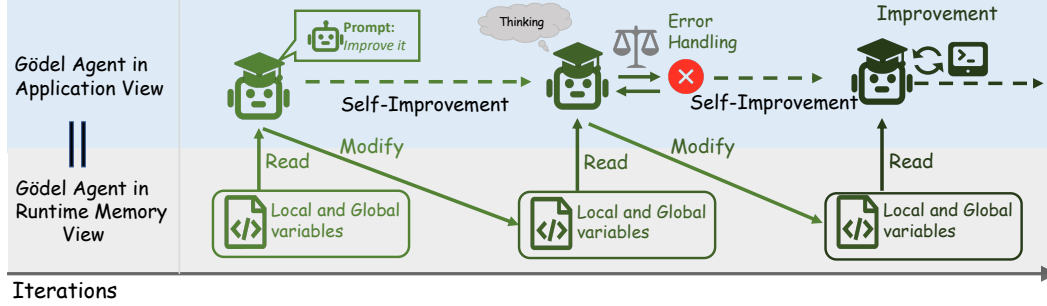 Gödel Agent in
Application View
Prompt:
Improve it
Thinking
Error
Handling
Improvement
>_
Self-Improvement
Self-Improvement
Modify
Modify
Read
Read
Read
Gödel Agent in
Runtime Memory
View
</>
Local and Global
variables
</>
Local and Global
variables
</>
Local and Global
variables
Iterations